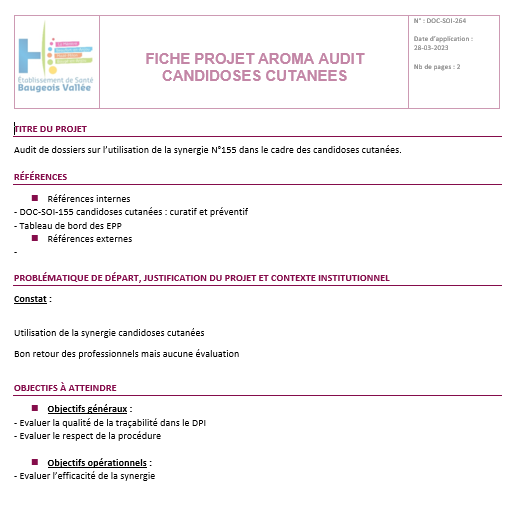 Établissement de Santé
Baugeois Vallée
FICHE PROJET AROMA AUDIT
CANDIDOSES CUTANEES
N° : DOC-SOI-264
Date d'application :
28-03-2023
Nb de pages : 2
TITRE DU PROJET
Audit de dossiers sur l'utilisation de la synergie N°155 dans le cadre des candidoses cutanées.
RÉFÉRENCES
■ Références internes
- DOC-SOI-155 candidoses cutanées : curatif et préventif
- Tableau de bord des EPP
■ Références externes
-
PROBLÉMATIQUE DE DÉPART, JUSTIFICATION DU PROJET ET CONTEXTE INSTITUTIONNEL
Constat :
Utilisation de la synergie candidoses cutanées
Bon retour des professionnels mais aucune évaluation
OBJECTIFS À ATTEINDRE
■ Objectifs généraux :
- Evaluer la qualité de la traçabilité dans le DPI
- Evaluer le respect de la procédure
■ Objectifs opérationnels :
- Evaluer l'efficacité de la synergie